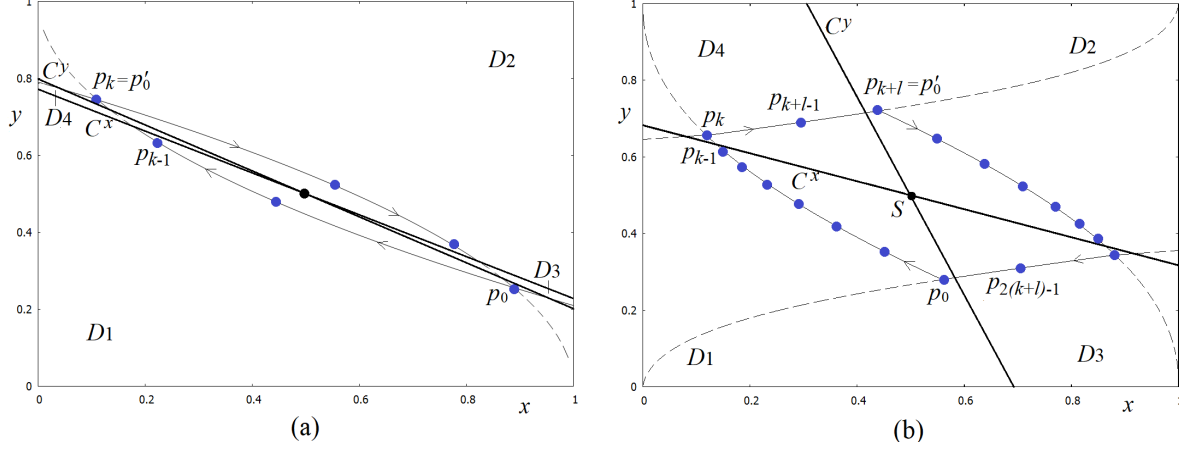 1
0.8
0.6
y
0.4
0.2
0
0
0.2
0.4
0.6
0.8
x
1
C^y
p_k=p′_0
D2
D4
C^x
p_{k-1}
D3
p_0
D1
(a)
1
0.8
0.6
y
0.4
0.2
0
0
0.2
0.4
0.6
0.8
x
1
C^y
D4
D2
p_{k+l-1}
p_{k+l}=p′_0
p_k
p_{k-1}
C^x
S
p_0
p_{2(k+l)-1}
D1
D3
(b)